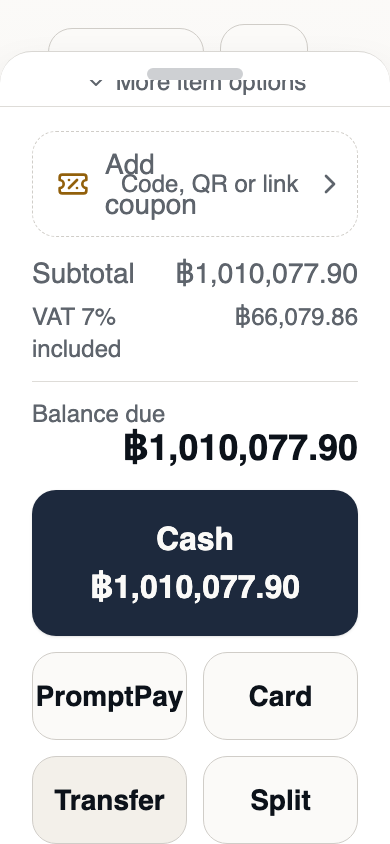 More item options
Add
Code, QR or link
coupon
Subtotal ฿1,010,077.90
VAT 7% ฿66,079.86
included
Balance due
฿1,010,077.90
Cash
฿1,010,077.90
PromptPay Card
Transfer Split